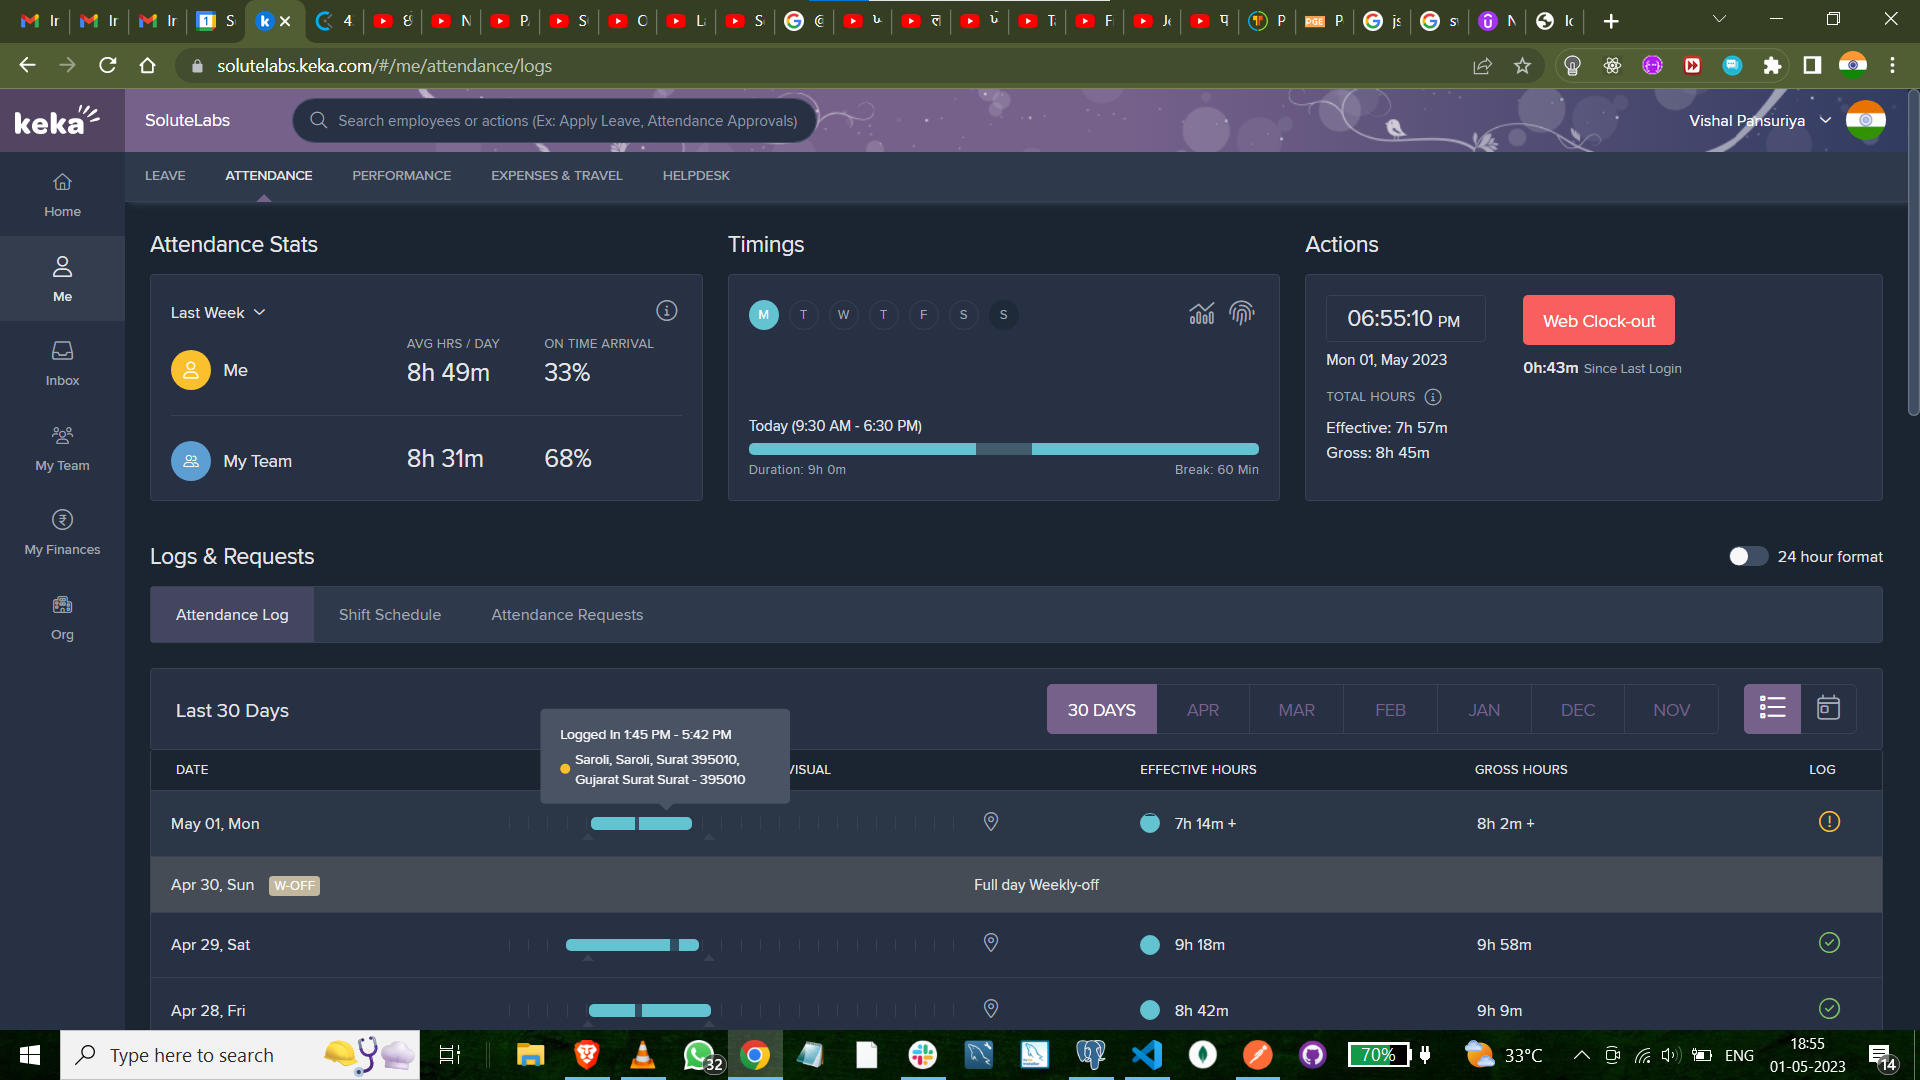 solutelabs.keka.com/#/me/attendance/logs
keka
SoluteLabs
Search employees or actions (Ex: Apply Leave, Attendance Approvals)
Vishal Pansuriya
LEAVE
ATTENDANCE
PERFORMANCE
EXPENSES & TRAVEL
HELPDESK
Home
Me
Inbox
My Team
My Finances
Org
Attendance Stats
Last Week
AVG HRS / DAY
ON TIME ARRIVAL
Me
8h 49m
33%
My Team
8h 31m
68%
Timings
M T W T F S S
Today (9:30 AM - 6:30 PM)
Duration: 9h 0m
Break: 60 Min
Actions
06:55:10 PM
Web Clock-out
Mon 01, May 2023
0h:43m Since Last Login
TOTAL HOURS
Effective: 7h 57m
Gross: 8h 45m
Logs & Requests
24 hour format
Attendance Log
Shift Schedule
Attendance Requests
Last 30 Days
30 DAYS
APR
MAR
FEB
JAN
DEC
NOV
Logged In 1:45 PM - 5:42 PM
Saroli, Saroli, Surat 395010,
Gujarat Surat Surat - 395010
DATE
VISUAL
EFFECTIVE HOURS
GROSS HOURS
LOG
May 01, Mon
7h 14m +
8h 2m +
Apr 30, Sun
W-OFF
Full day Weekly-off
Apr 29, Sat
9h 18m
9h 58m
Apr 28, Fri
8h 42m
9h 9m
Type here to search
32
70%
33°C
ENG
18:55
01-05-2023
14